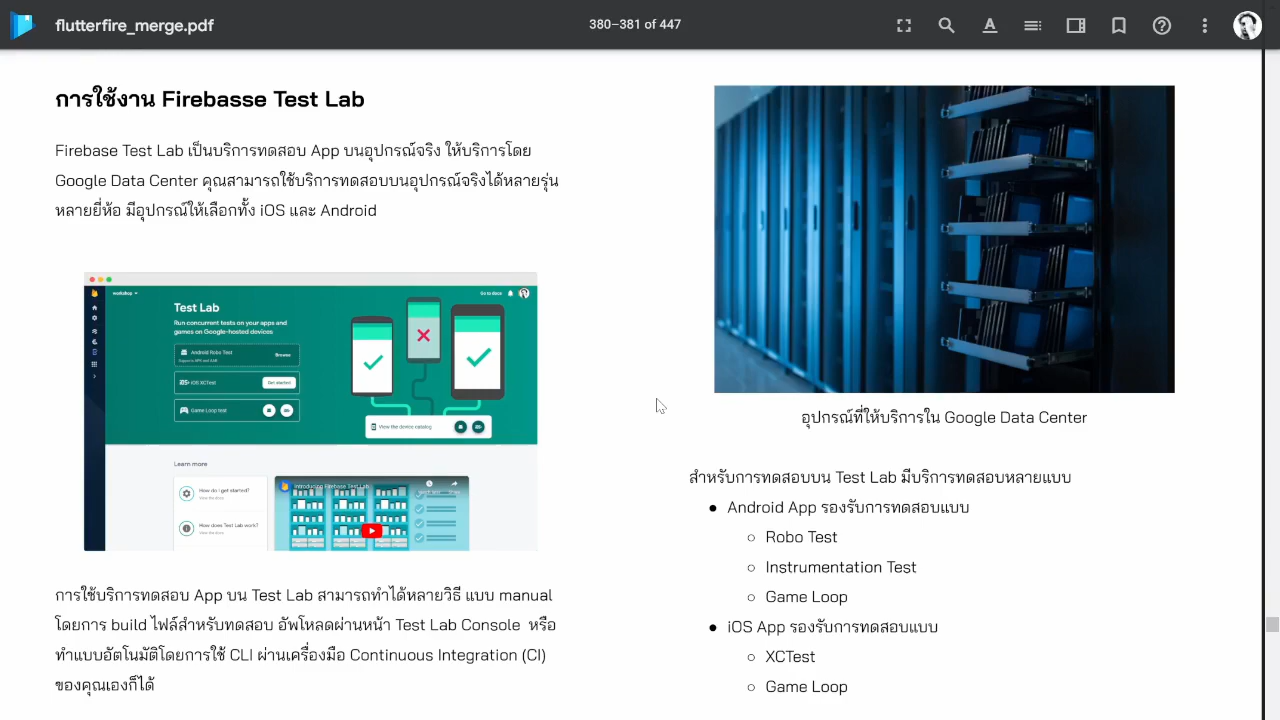 flutterfire_merge.pdf
380–381 of 447
การใช้งาน Firebasse Test Lab
Firebase Test Lab เป็นบริการทดสอบ App บนอุปกรณ์จริง ให้บริการโดย
Google Data Center คุณสามารถใช้บริการทดสอบบนอุปกรณ์จริงได้หลายรุ่น
หลายยี่ห้อ มีอุปกรณ์ให้เลือกทั้ง iOS และ Android
workshop
Go to docs
Test Lab
Run concurrent tests on your apps and
games on Google-hosted devices
Android Robo Test
Supports APK and AAB
Browse
iOS+
iOS XCTest
Get started
Game Loop test
View the device catalog
Learn more
How do I get started?
View the docs
How does Test Lab work?
View the docs
Introducing Firebase Test Lab
การใช้บริการทดสอบ App บน Test Lab สามารถทำได้หลายวิธี แบบ manual
โดยการ build ไฟล์สำหรับทดสอบ อัพโหลดผ่านหน้า Test Lab Console หรือ
ทำแบบอัตโนมัติโดยการใช้ CLI ผ่านเครื่องมือ Continuous Integration (CI)
ของคุณเองก็ได้
อุปกรณ์ที่ให้บริการใน Google Data Center
สำหรับการทดสอบบน Test Lab มีบริการทดสอบหลายแบบ
● Android App รองรับการทดสอบแบบ
○ Robo Test
○ Instrumentation Test
○ Game Loop
● iOS App รองรับการทดสอบแบบ
○ XCTest
○ Game Loop